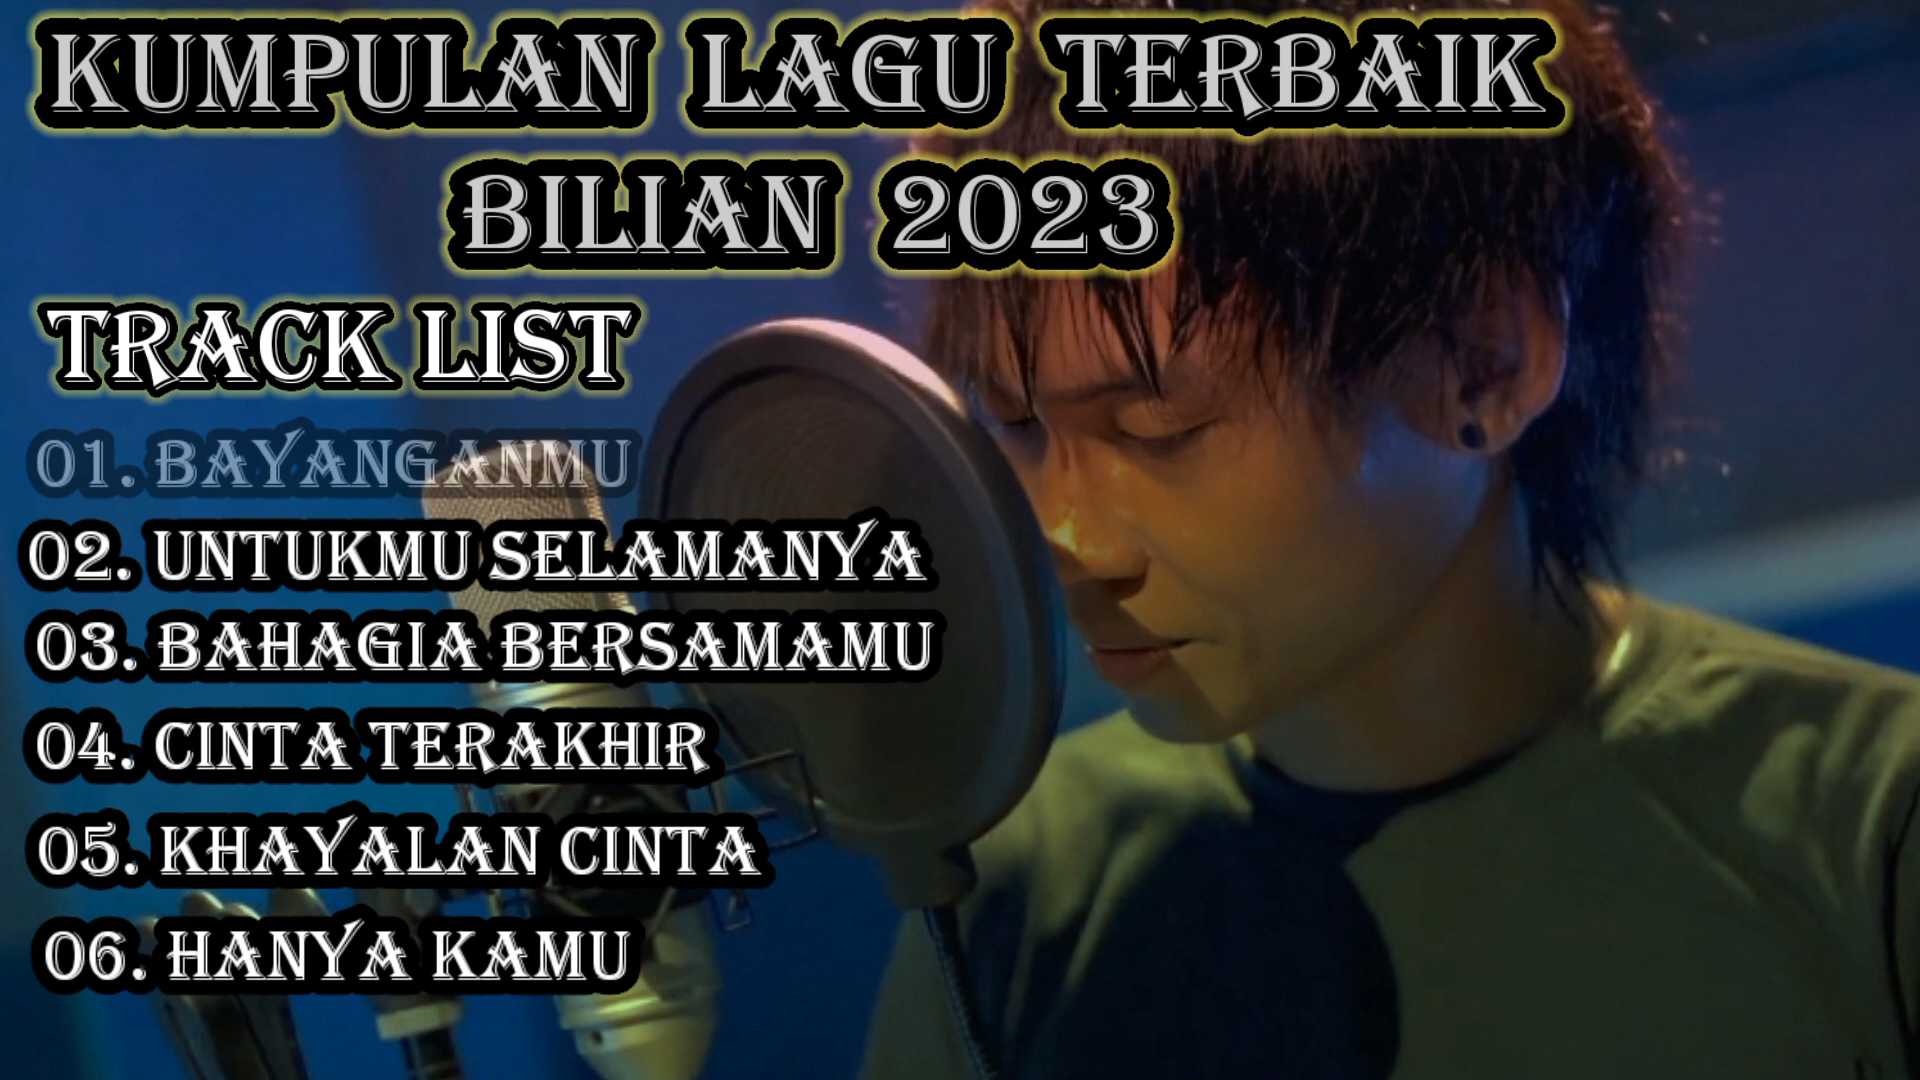 KUMPULAN LAGU TERBAIK
BILIAN 2023
TRACK LIST
01. BAYANGANMU
02. UNTUKMU SELAMANYA
03. BAHAGIA BERSAMAMU
04. CINTA TERAKHIR
05. KHAYALAN CINTA
06. HANYA KAMU